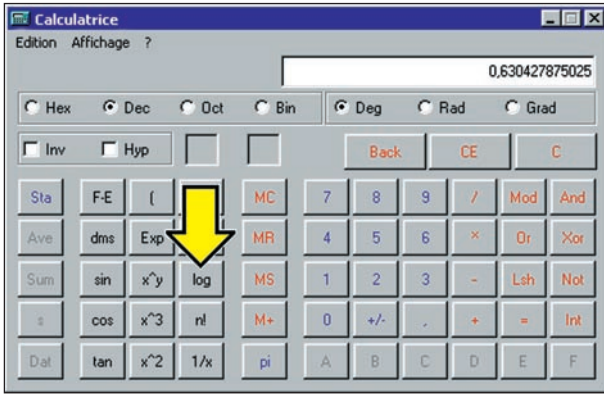 Calculatrice
Edition Affichage ?
0,630427875025
Hex Dec Oct Bin Deg Rad Grad
Inv Hyp Back CE C
Sta F-E ( MC 7 8 9 / Mod And
Ave dms Exp MR 4 5 6 * Or Xor
Sum sin x^y log MS 1 2 3 - Lsh Not
s cos x^3 n! M+ 0 +/- , + = Int
Dat tan x^2 1/x pi A B C D E F